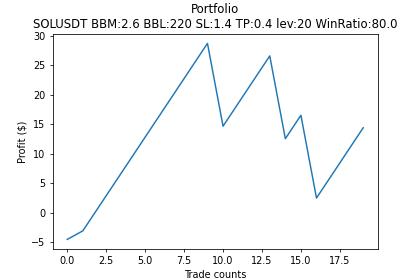 Portfolio
SOLUSDT BBM:2.6 BBL:220 SL:1.4 TP:0.4 lev:20 WinRatio:80.0
30
25
20
15
10
5
0
−5
Profit ($)
0.0 2.5 5.0 7.5 10.0 12.5 15.0 17.5
Trade counts